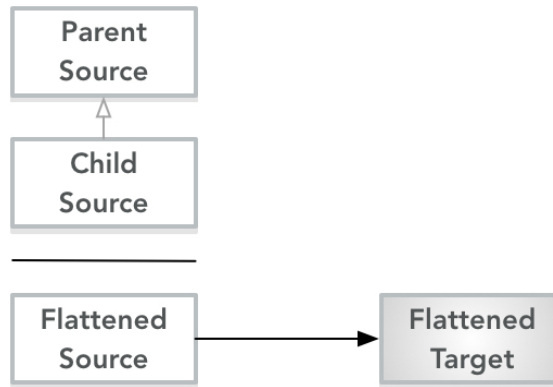 Parent
Source
Child
Source
Flattened
Source
Flattened
Target